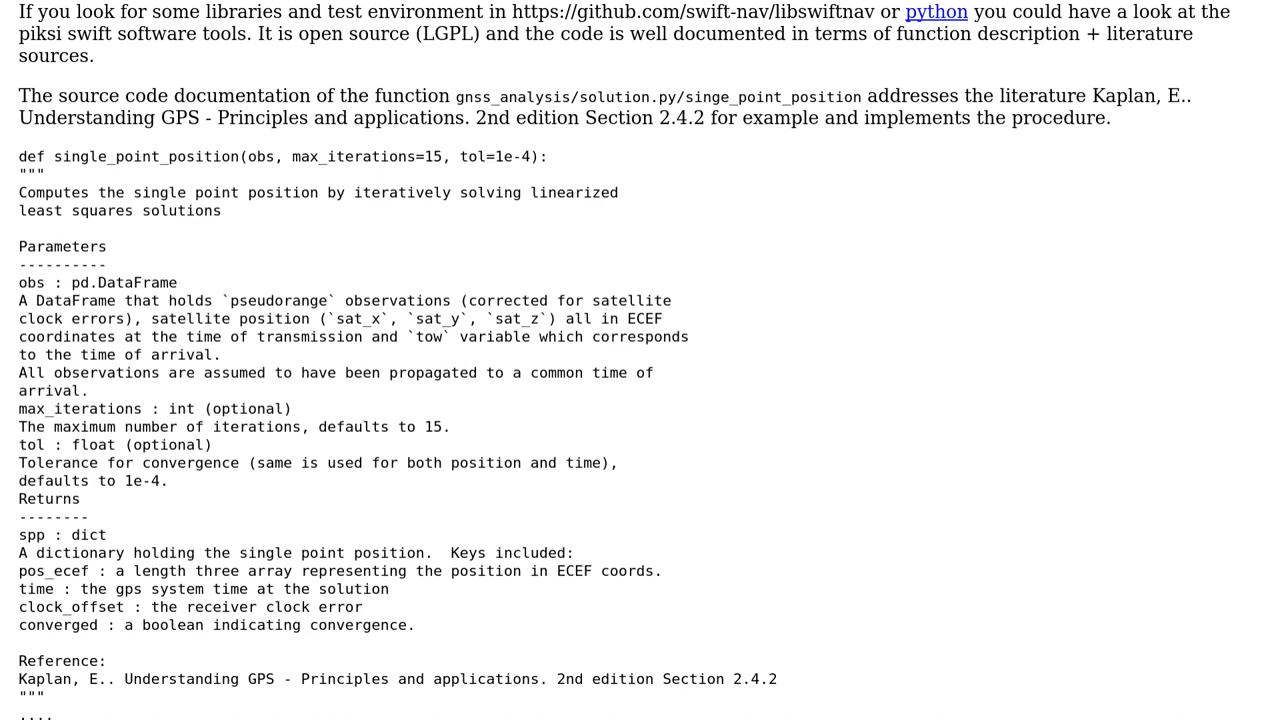 If you look for some libraries and test environment in https://github.com/swift-nav/libswiftnav or python you could have a look at the
piksi swift software tools. It is open source (LGPL) and the code is well documented in terms of function description + literature
sources.
The source code documentation of the function gnss_analysis/solution.py/singe_point_position addresses the literature Kaplan, E..
Understanding GPS - Principles and applications. 2nd edition Section 2.4.2 for example and implements the procedure.
def single_point_position(obs, max_iterations=15, tol=1e-4):
"""
Computes the single point position by iteratively solving linearized
least squares solutions
Parameters
----------
obs : pd.DataFrame
A DataFrame that holds `pseudorange` observations (corrected for satellite
clock errors), satellite position (`sat_x`, `sat_y`, `sat_z`) all in ECEF
coordinates at the time of transmission and `tow` variable which corresponds
to the time of arrival.
All observations are assumed to have been propagated to a common time of
arrival.
max_iterations : int (optional)
The maximum number of iterations, defaults to 15.
tol : float (optional)
Tolerance for convergence (same is used for both position and time),
defaults to 1e-4.
Returns
--------
spp : dict
A dictionary holding the single point position.  Keys included:
pos_ecef : a length three array representing the position in ECEF coords.
time : the gps system time at the solution
clock_offset : the receiver clock error
converged : a boolean indicating convergence.
Reference:
Kaplan, E.. Understanding GPS - Principles and applications. 2nd edition Section 2.4.2
"""
....